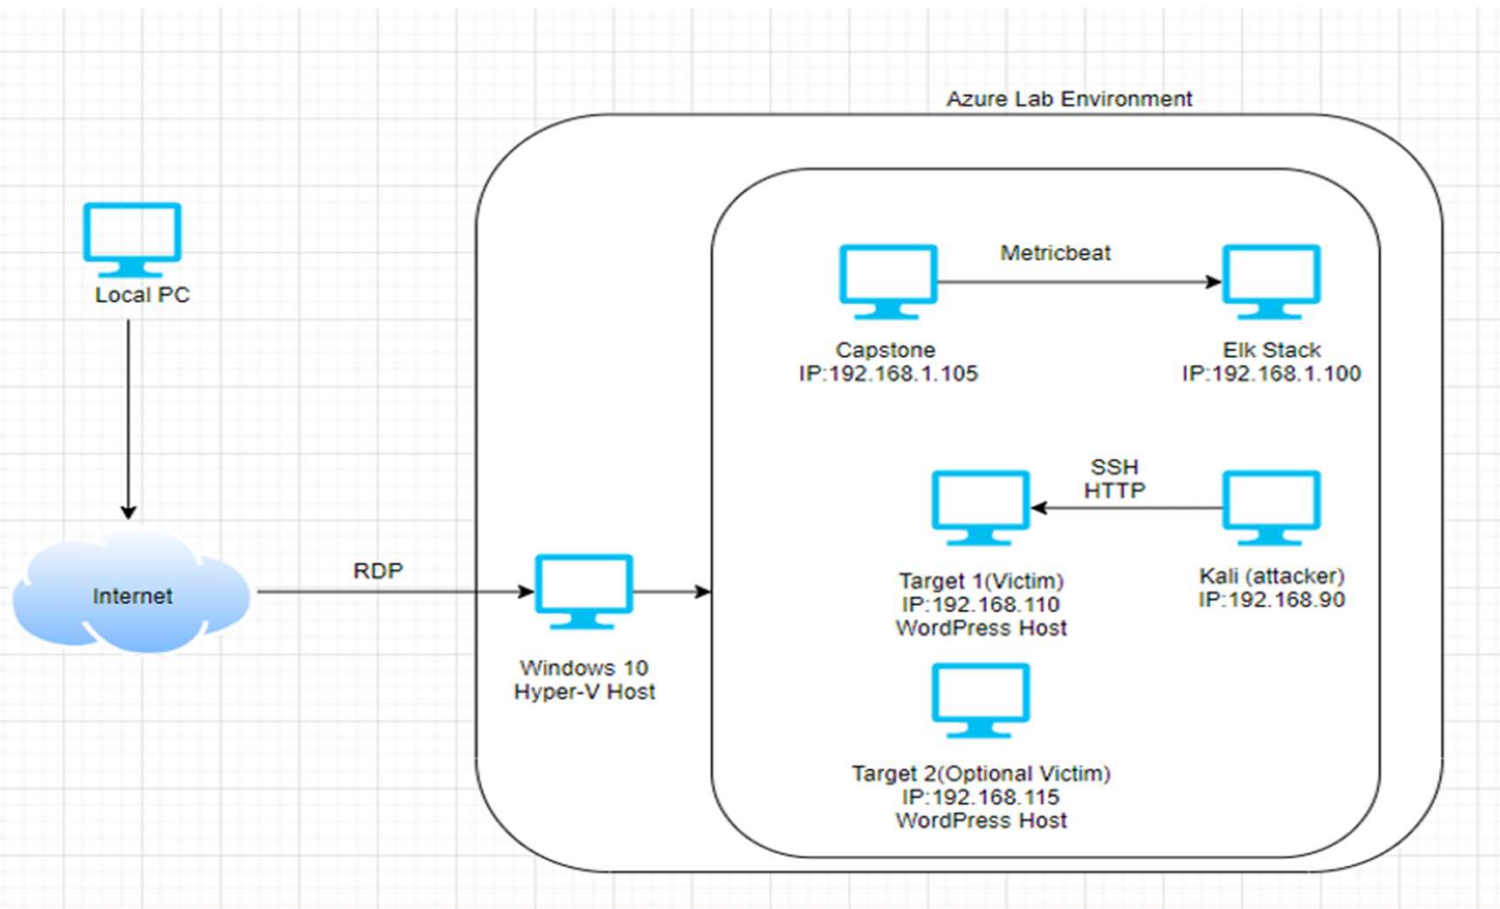 Azure Lab Environment
Local PC
Metricbeat
Capstone
IP:192.168.1.105
Elk Stack
IP:192.168.1.100
SSH
HTTP
Internet
RDP
Windows 10
Hyper-V Host
Target 1(Victim)
IP:192.168.110
WordPress Host
Kali (attacker)
IP:192.168.90
Target 2(Optional Victim)
IP:192.168.115
WordPress Host